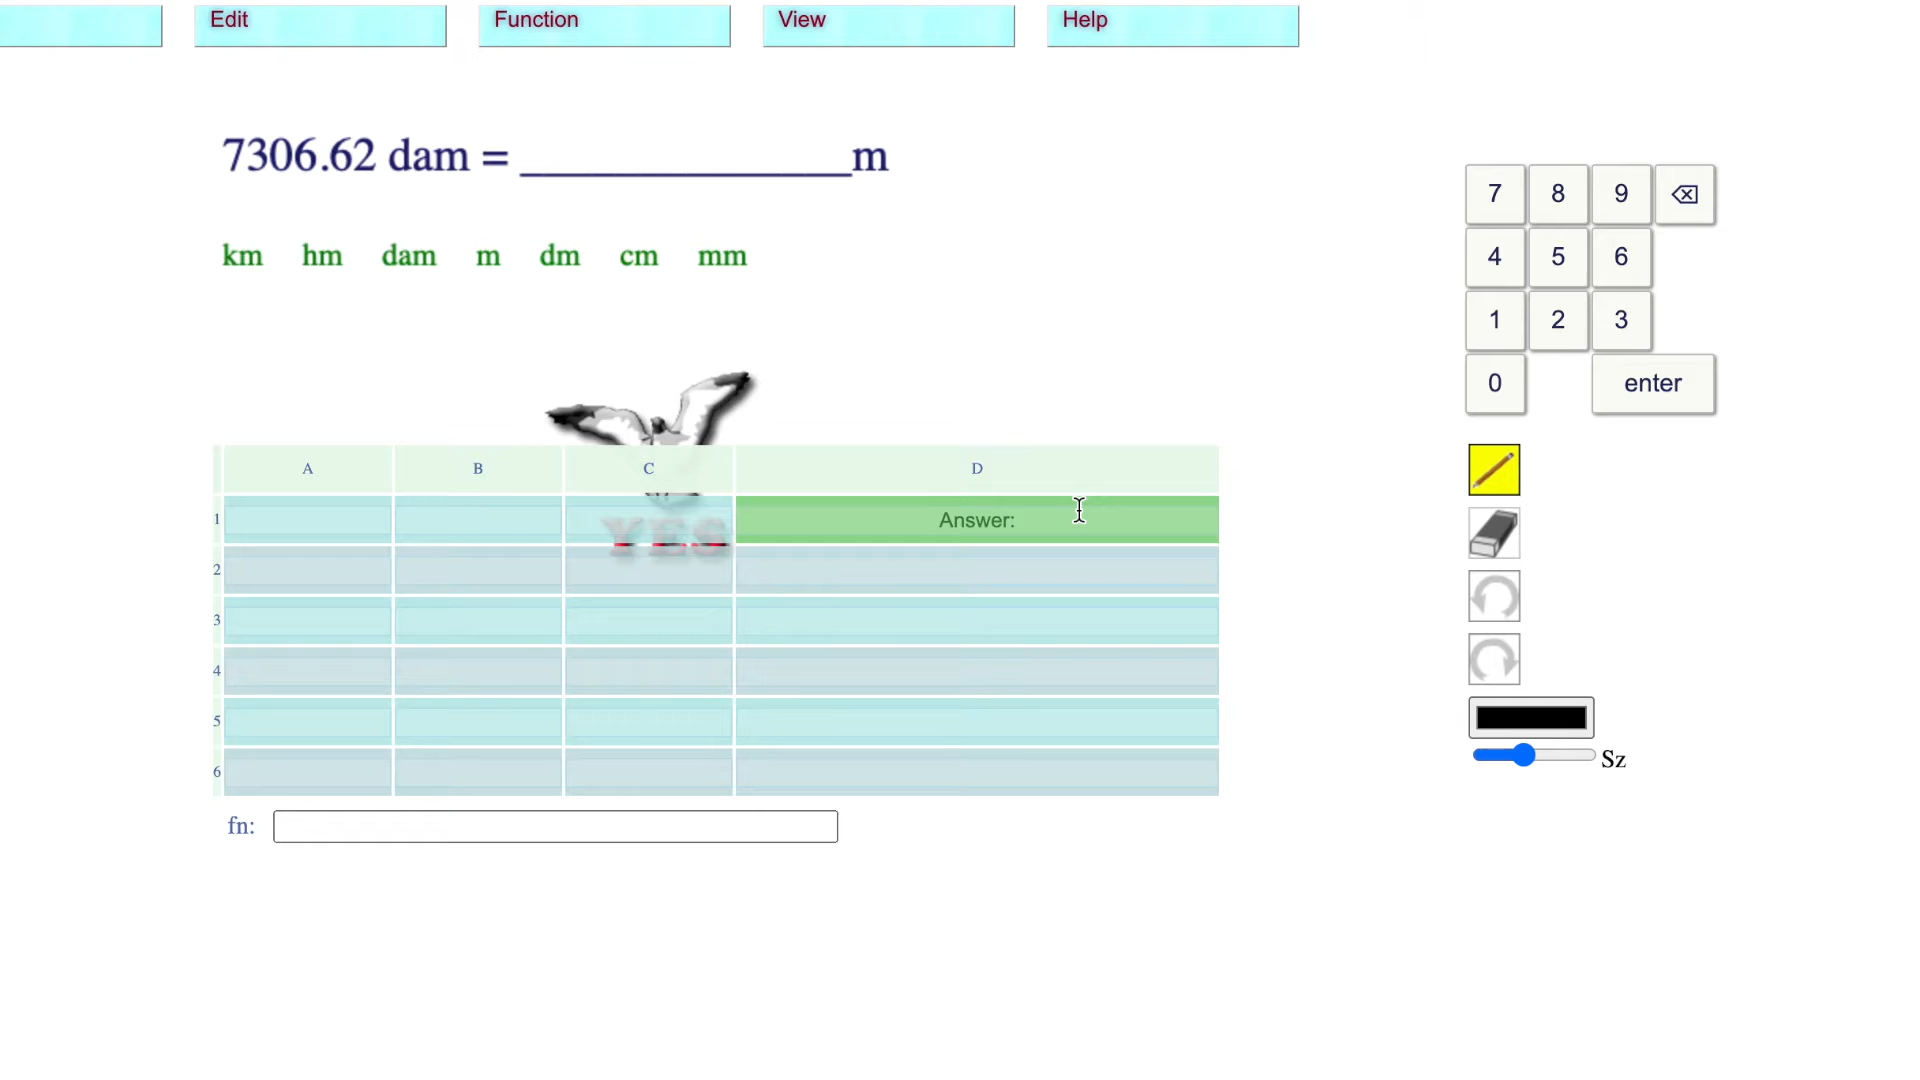 Edit Function View Help
7306.62 dam = ______________m
km hm dam m dm cm mm
7 8 9
4 5 6
1 2 3
0 enter
A B C D
1 YES Answer:
2
3
4
5
6
Sz
fn: